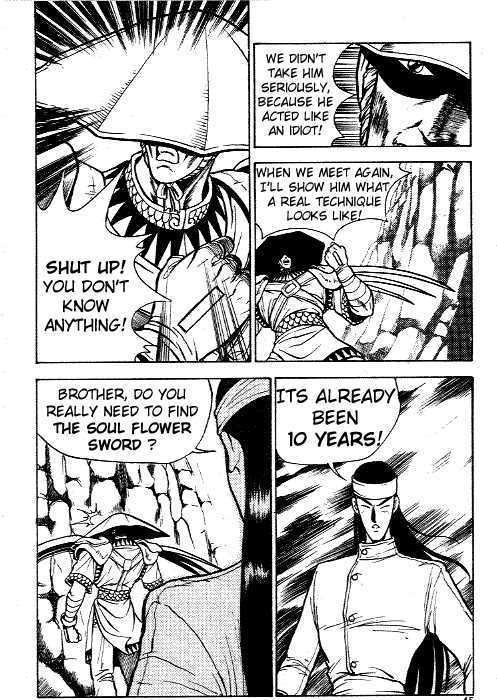 WE DIDN'T
TAKE HIM
SERIOUSLY,
BECAUSE HE
ACTED LIKE
AN IDIOT!
WHEN WE MEET AGAIN,
I'LL SHOW HIM WHAT
A REAL TECHNIQUE
LOOKS LIKE!
SHUT UP!
YOU DON'T
KNOW
ANYTHING!
ITS ALREADY
BEEN
10 YEARS!
BROTHER, DO YOU
REALLY NEED TO FIND
THE SOUL FLOWER
SWORD ?